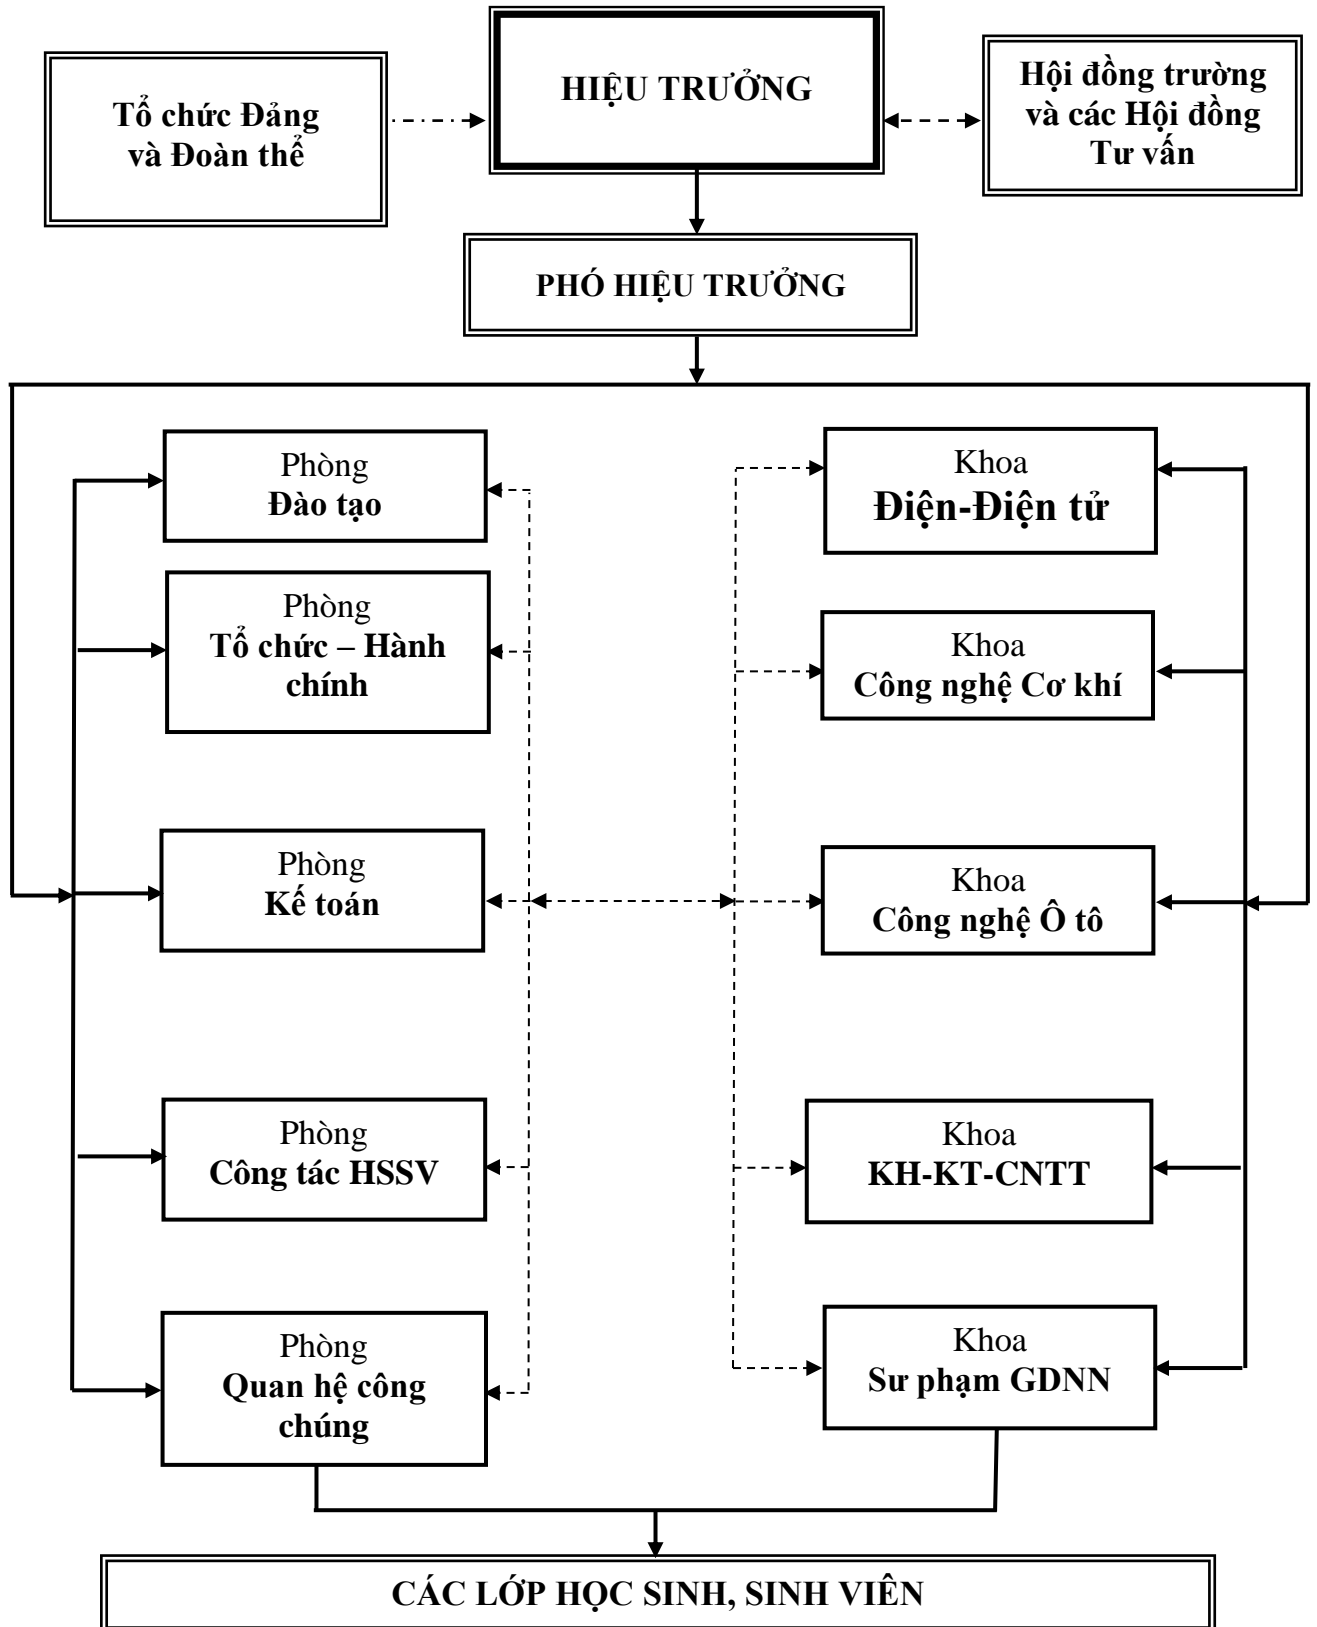 HIỆU TRƯỞNG
Tổ chức Đảng
và Đoàn thể
Hội đồng trường
và các Hội đồng
Tư vấn
PHÓ HIỆU TRƯỞNG
Phòng
Đào tạo
Phòng
Tổ chức – Hành
chính
Phòng
Kế toán
Phòng
Công tác HSSV
Phòng
Quan hệ công
chúng
Khoa
Điện-Điện tử
Khoa
Công nghệ Cơ khí
Khoa
Công nghệ Ô tô
Khoa
KH-KT-CNTT
Khoa
Sư phạm GDNN
CÁC LỚP HỌC SINH, SINH VIÊN